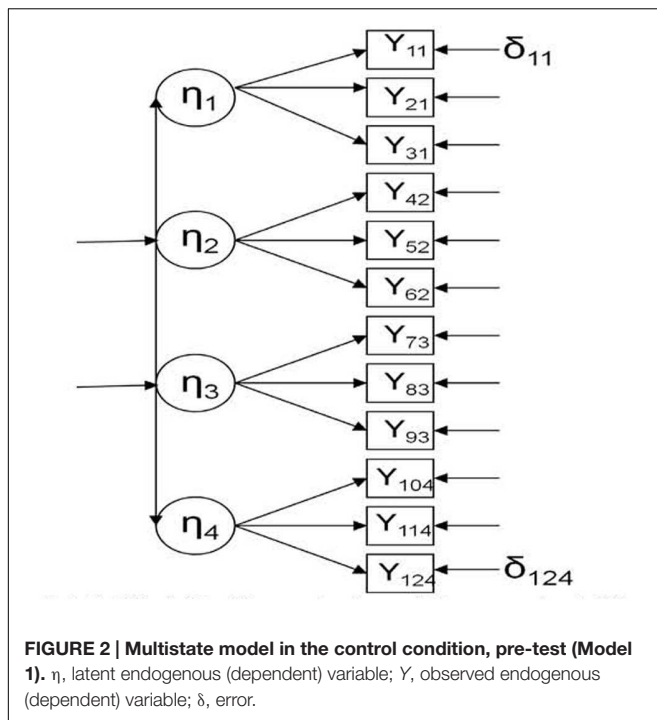 Y₁₁ δ₁₁
η₁ Y₂₁
Y₃₁
Y₄₂
η₂ Y₅₂
Y₆₂
Y₇₃
η₃ Y₈₃
Y₉₃
Y₁₀₄
η₄ Y₁₁₄
Y₁₂₄ δ₁₂₄
FIGURE 2 | Multistate model in the control condition, pre-test (Model
1). η, latent endogenous (dependent) variable; Y, observed endogenous
(dependent) variable; δ, error.